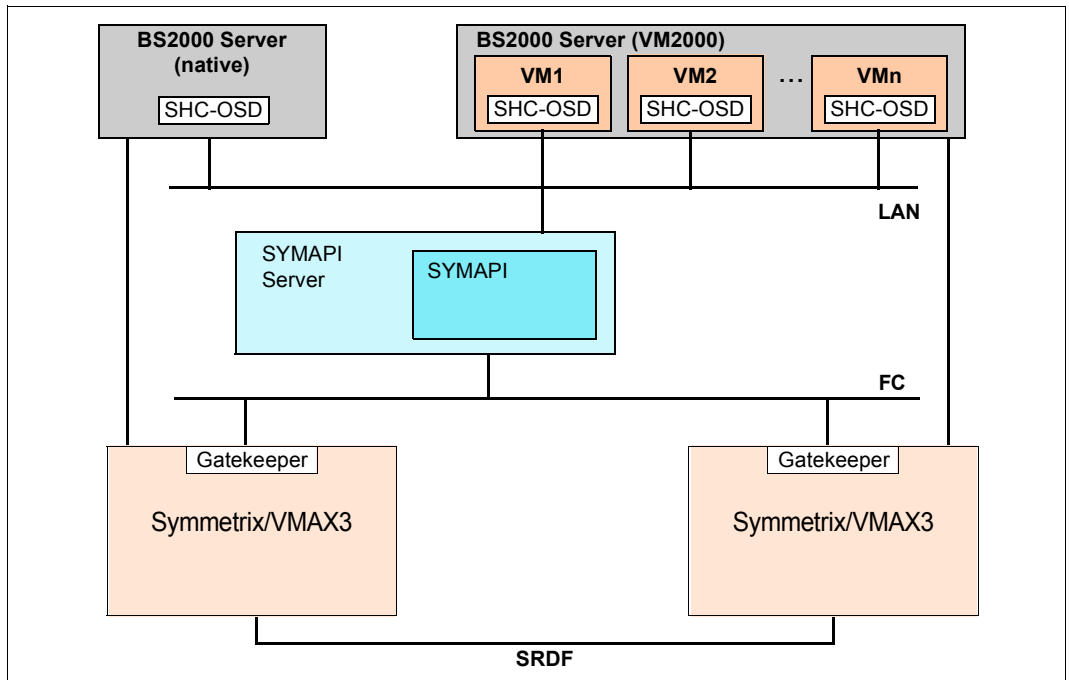 BS2000 Server
(native)
SHC-OSD
BS2000 Server (VM2000)
VM1
SHC-OSD
VM2
SHC-OSD
...
VMn
SHC-OSD
LAN
SYMAPI
Server
SYMAPI
FC
Gatekeeper
Symmetrix/VMAX3
Gatekeeper
Symmetrix/VMAX3
SRDF